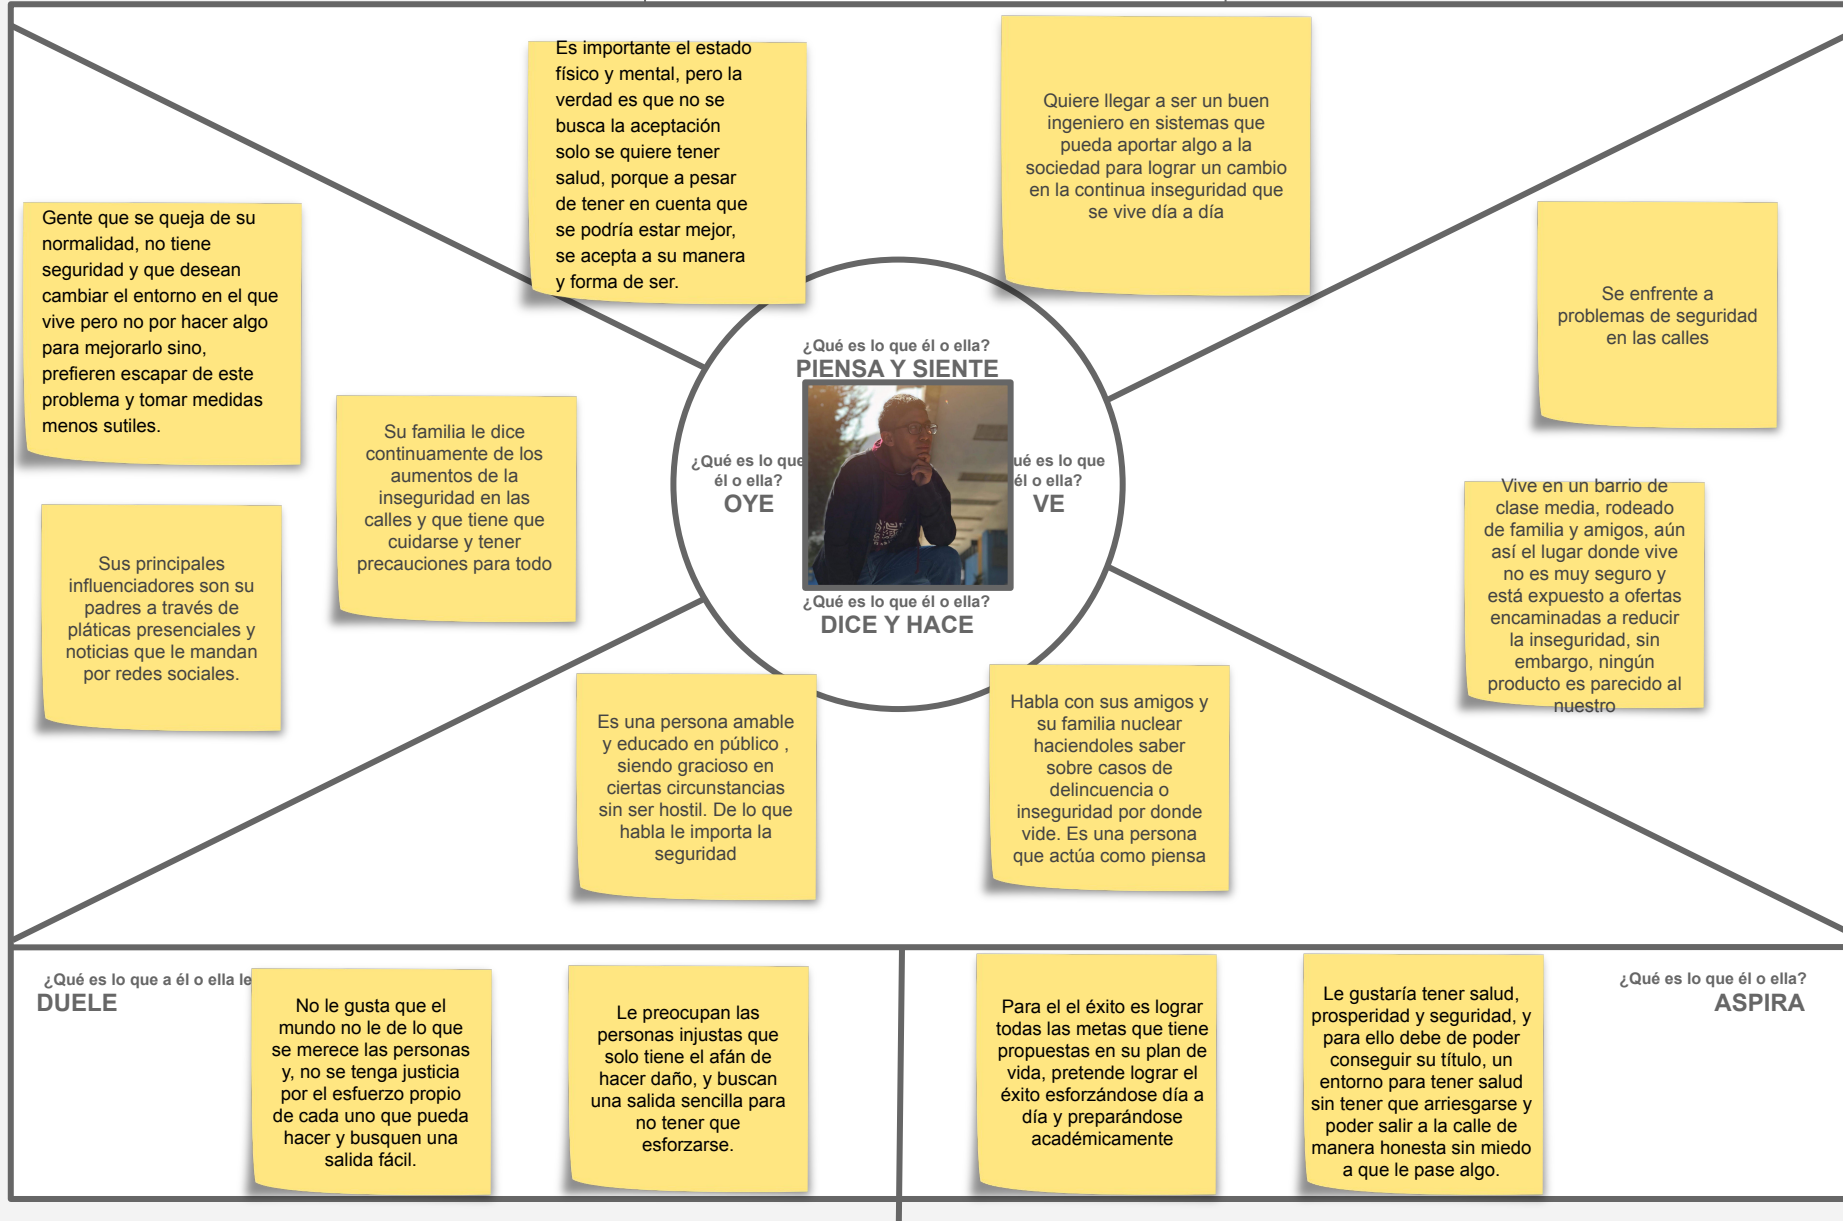 Es importante el estado
físico y mental, pero la
verdad es que no se
busca la aceptación
solo se quiere tener
salud, porque a pesar
de tener en cuenta que
se podría estar mejor,
se acepta a su manera
y forma de ser.
Quiere llegar a ser un buen
ingeniero en sistemas que
pueda aportar algo a la
sociedad para lograr un cambio
en la continua inseguridad que
se vive día a día
Gente que se queja de su
normalidad, no tiene
seguridad y que desean
cambiar el entorno en el que
vive pero no por hacer algo
para mejorarlo sino,
prefieren escapar de este
problema y tomar medidas
menos sutiles.
Su familia le dice
continuamente de los
aumentos de la
inseguridad en las
calles y que tiene que
cuidarse y tener
precauciones para todo
Sus principales
influenciadores son su
padres a través de
pláticas presenciales y
noticias que le mandan
por redes sociales.
¿Qué es lo que él o ella?
PIENSA Y SIENTE
¿Qué es lo que
él o ella?
OYE
ué es lo que
él o ella?
VE
¿Qué es lo que él o ella?
DICE Y HACE
Se enfrente a
problemas de seguridad
en las calles
Vive en un barrio de
clase media, rodeado
de familia y amigos, aún
así el lugar donde vive
no es muy seguro y
está expuesto a ofertas
encaminadas a reducir
la inseguridad, sin
embargo, ningún
producto es parecido al
nuestro
Es una persona amable
y educado en público ,
siendo gracioso en
ciertas circunstancias
sin ser hostil. De lo que
habla le importa la
seguridad
Habla con sus amigos y
su familia nuclear
haciendoles saber
sobre casos de
delincuencia o
inseguridad por donde
vide. Es una persona
que actúa como piensa
¿Qué es lo que a él o ella le
DUELE
No le gusta que el
mundo no le de lo que
se merece las personas
y, no se tenga justicia
por el esfuerzo propio
de cada uno que pueda
hacer y busquen una
salida fácil.
Le preocupan las
personas injustas que
solo tiene el afán de
hacer daño, y buscan
una salida sencilla para
no tener que
esforzarse.
Para el el éxito es lograr
todas las metas que tiene
propuestas en su plan de
vida, pretende lograr el
éxito esforzándose día a
día y preparándose
académicamente
Le gustaría tener salud,
prosperidad y seguridad, y
para ello debe de poder
conseguir su título, un
entorno para tener salud
sin tener que arriesgarse y
poder salir a la calle de
manera honesta sin miedo
a que le pase algo.
¿Qué es lo que él o ella?
ASPIRA